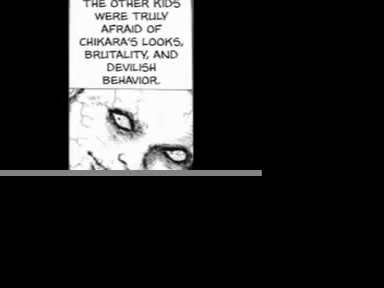 THE OTHER KIDS
WERE TRULY
AFRAID OF
CHIKARA'S LOOKS,
BRUTALITY, AND
DEVILISH
BEHAVIOR.